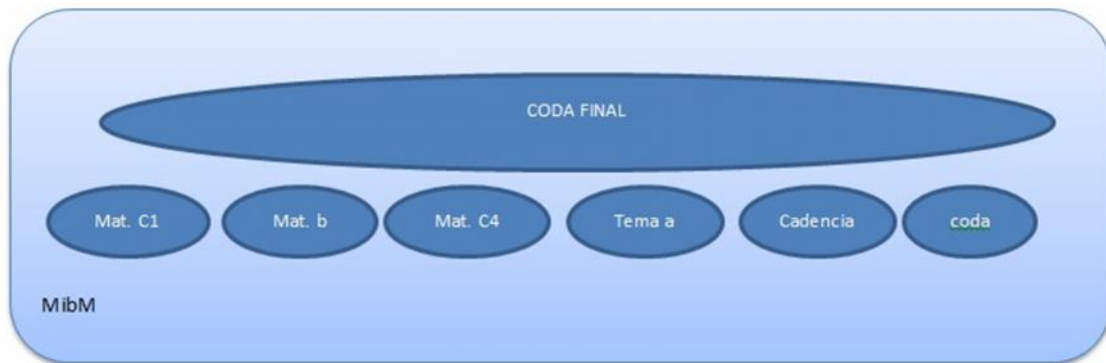 CODA FINAL
Mat. C1 Mat. b Mat. C4 Tema a Cadencia coda
MibM